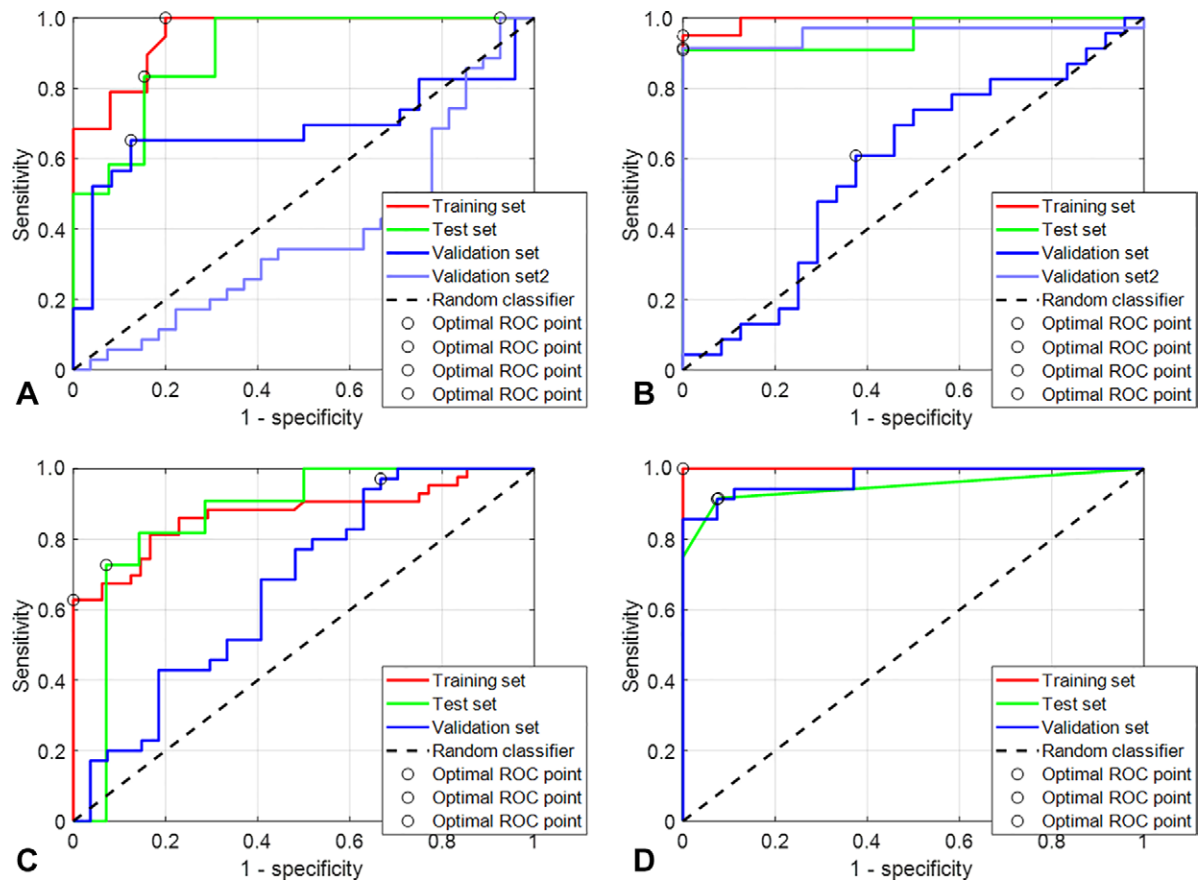 1.0
0.8
0.6
0.4
0.2
0
Sensitivity
0
0.2
0.4
0.6
1 - specificity
Training set
Test set
Validation set
Validation set2
Random classifier
Optimal ROC point
Optimal ROC point
Optimal ROC point
Optimal ROC point
A
1.0
0.8
0.6
0.4
0.2
0
Sensitivity
0
0.2
0.4
0.6
1 - specificity
Training set
Test set
Validation set
Validation set2
Random classifier
Optimal ROC point
Optimal ROC point
Optimal ROC point
Optimal ROC point
B
1.0
0.8
0.6
0.4
0.2
0
Sensitivity
0
0.2
0.4
0.6
0.8
1
1 - specificity
Training set
Test set
Validation set
Random classifier
Optimal ROC point
Optimal ROC point
Optimal ROC point
C
1.0
0.8
0.6
0.4
0.2
0
Sensitivity
0
0.2
0.4
0.6
0.8
1
1 - specificity
Training set
Test set
Validation set
Random classifier
Optimal ROC point
Optimal ROC point
Optimal ROC point
D